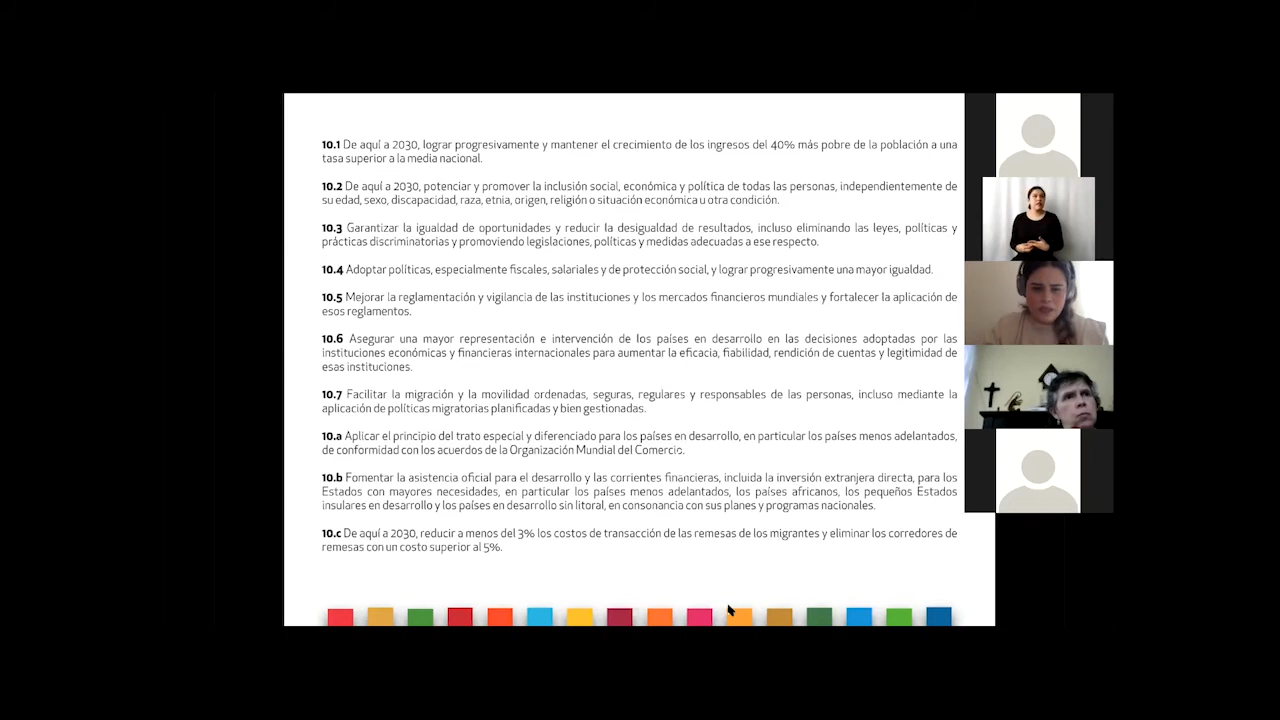 10.1 De aquí a 2030, lograr progresivamente y mantener el crecimiento de los ingresos del 40% más pobre de la población a una
tasa superior a la media nacional.
10.2 De aquí a 2030, potenciar y promover la inclusión social, económica y política de todas las personas, independientemente de
su edad, sexo, discapacidad, raza, etnia, origen, religión o situación económica u otra condición.
10.3 Garantizar la igualdad de oportunidades y reducir la desigualdad de resultados, incluso eliminando las leyes, políticas y
prácticas discriminatorias y promoviendo legislaciones, políticas y medidas adecuadas a ese respecto.
10.4 Adoptar políticas, especialmente fiscales, salariales y de protección social, y lograr progresivamente una mayor igualdad.
10.5 Mejorar la reglamentación y vigilancia de las instituciones y los mercados financieros mundiales y fortalecer la aplicación de
esos reglamentos.
10.6 Asegurar una mayor representación e intervención de los países en desarrollo en las decisiones adoptadas por las
instituciones económicas y financieras internacionales para aumentar la eficacia, fiabilidad, rendición de cuentas y legitimidad de
esas instituciones.
10.7 Facilitar la migración y la movilidad ordenadas, seguras, regulares y responsables de las personas, incluso mediante la
aplicación de políticas migratorias planificadas y bien gestionadas.
10.a Aplicar el principio del trato especial y diferenciado para los países en desarrollo, en particular los países menos adelantados,
de conformidad con los acuerdos de la Organización Mundial del Comercio.
10.b Fomentar la asistencia oficial para el desarrollo y las corrientes financieras, incluida la inversión extranjera directa, para los
Estados con mayores necesidades, en particular los países menos adelantados, los países africanos, los pequeños Estados
insulares en desarrollo y los países en desarrollo sin litoral, en consonancia con sus planes y programas nacionales.
10.c De aquí a 2030, reducir a menos del 3% los costos de transacción de las remesas de los migrantes y eliminar los corredores de
remesas con un costo superior al 5%.